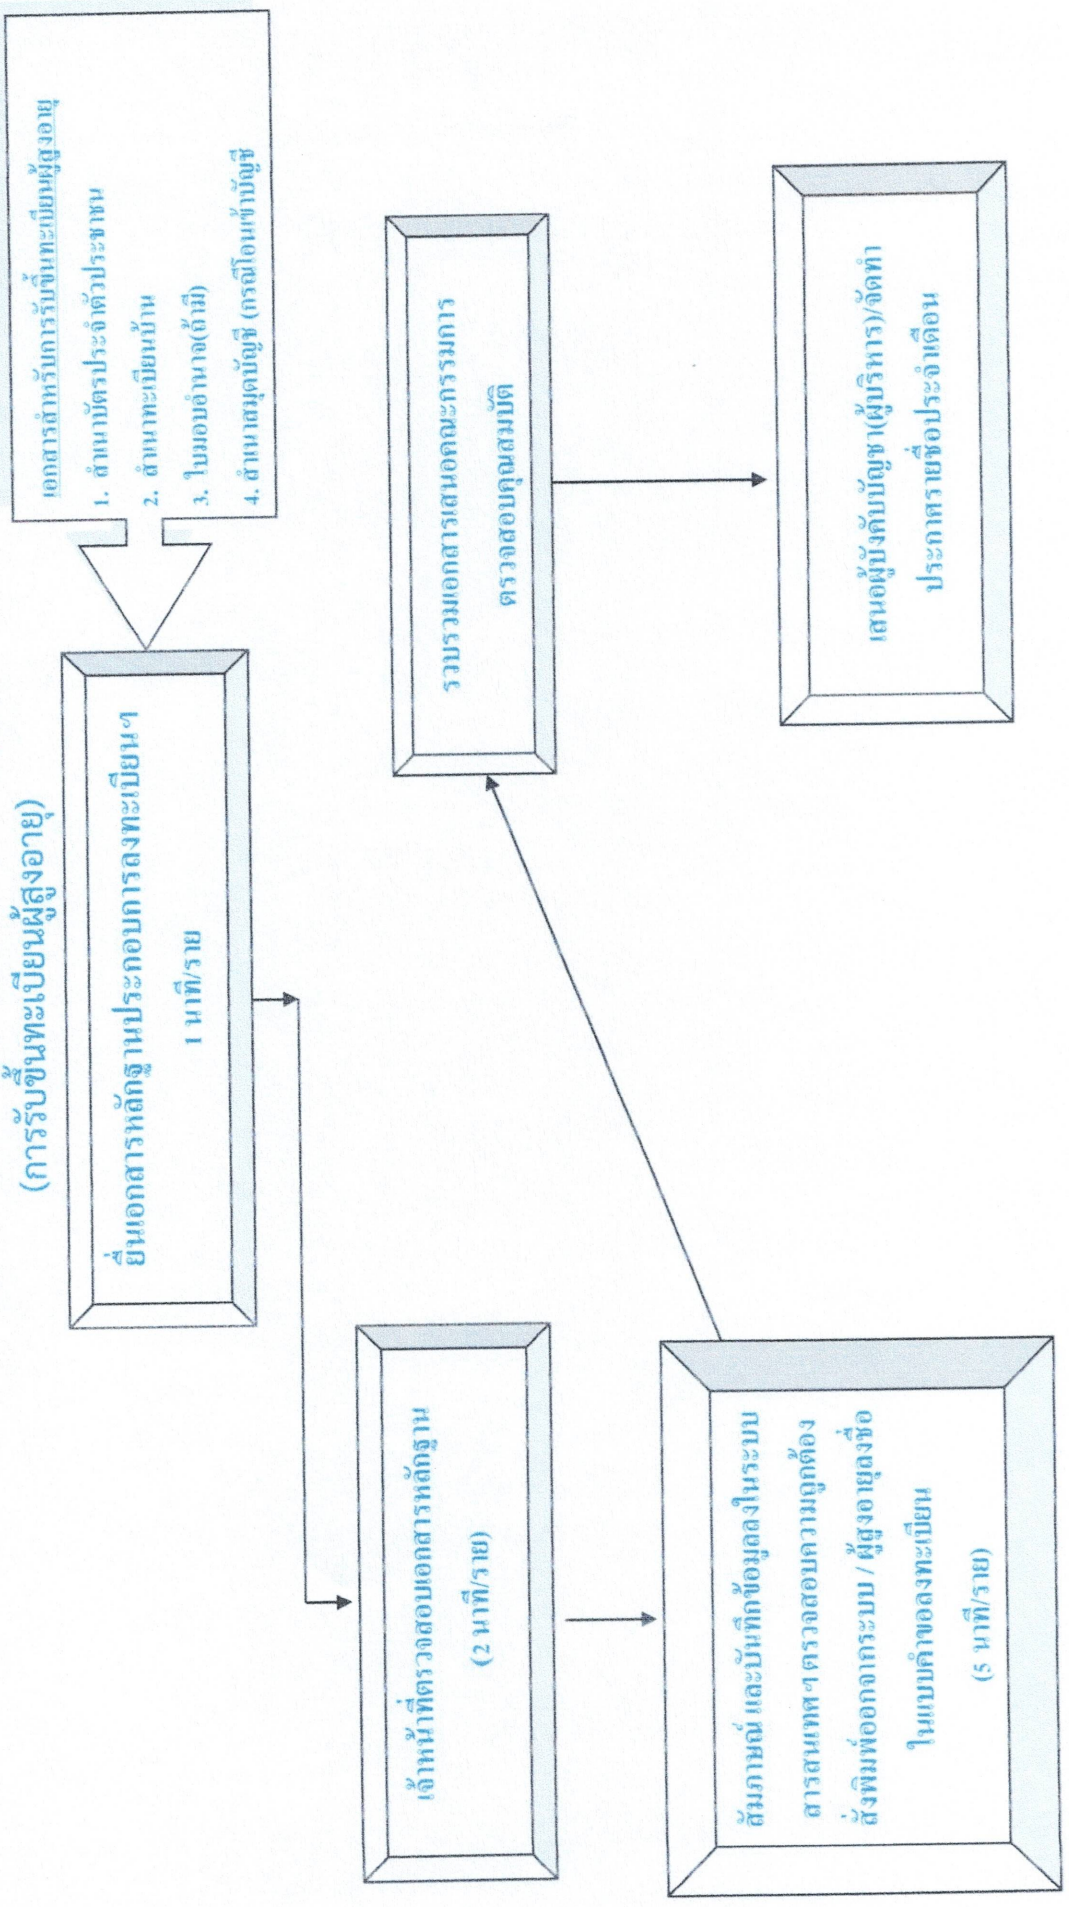 (การรับขึ้นทะเบียนผู้สูงอายุ)
เอกสารสำหรับการรับขึ้นทะเบียนผู้สูงอายุ
1. สำเนาบัตรประจำตัวประชาชน
2. สำเนาทะเบียนบ้าน
3. ใบมอบอำนาจ(ถ้ามี)
4. สำเนาสมุดบัญชี (กรณีโอนเข้าบัญชี
ยื่นเอกสารหลักฐานประกอบการลงทะเบียนฯ
1 นาที/ราย
เจ้าหน้าที่ตรวจสอบเอกสารหลักฐาน
(2 นาที/ราย)
สัมภาษณ์ และบันทึกข้อมูลลงในระบบ
สารสนเทศฯ ตรวจสอบความถูกต้อง
สั่งพิมพ์ออกจากระบบ / ผู้สูงอายุลงชื่อ
ในแบบคำขอลงทะเบียน
(5 นาที/ราย)
รวบรวมเอกสารเสนอคณะกรรมการ
ตรวจสอบคุณสมบัติ
เสนอผู้บังคับบัญชา(ผู้บริหาร)/จัดทำ
ประกาศรายชื่อประจำเดือน